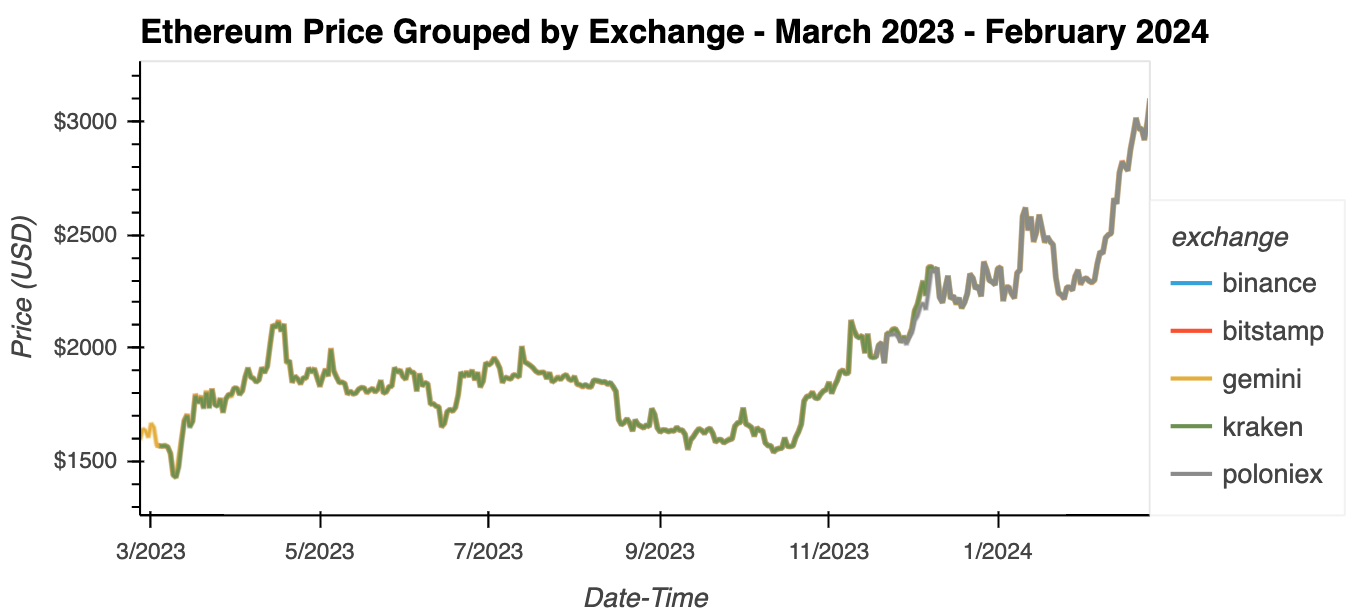 Ethereum Price Grouped by Exchange - March 2023 - February 2024
Price (USD)
$3000
$2500
$2000
$1500
3/2023 5/2023 7/2023 9/2023 11/2023 1/2024
Date-Time
exchange
binance
bitstamp
gemini
kraken
poloniex